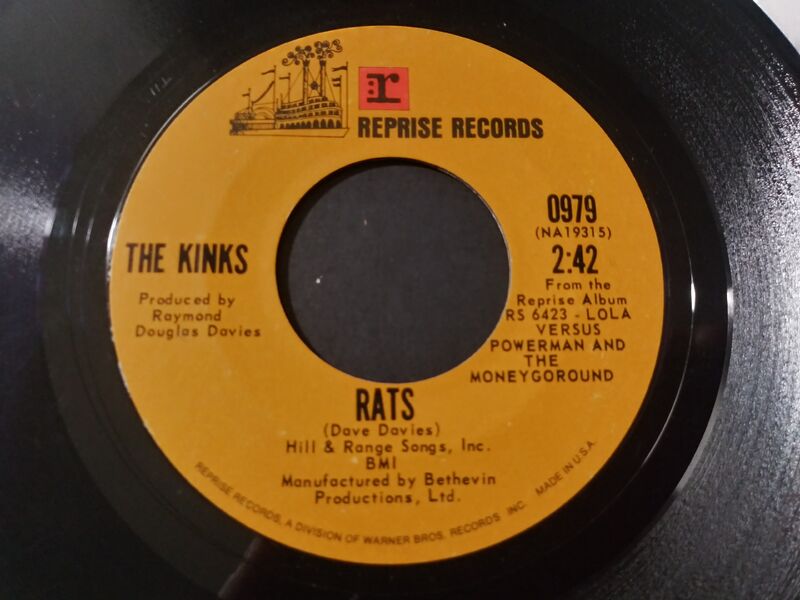 r
REPRISE RECORDS
THE KINKS
Produced by
Raymond
Douglas Davies
0979
(NA19315)
2:42
From the
Reprise Album
RS 6423 - LOLA
VERSUS
POWERMAN AND
THE
MONEYGOROUND
RATS
(Dave Davies)
Hill & Range Songs, Inc.
BMI
Manufactured by Bethevin
Productions, Ltd.
REPRISE RECORDS, A DIVISION OF WARNER BROS. RECORDS INC. MADE IN U.S.A.